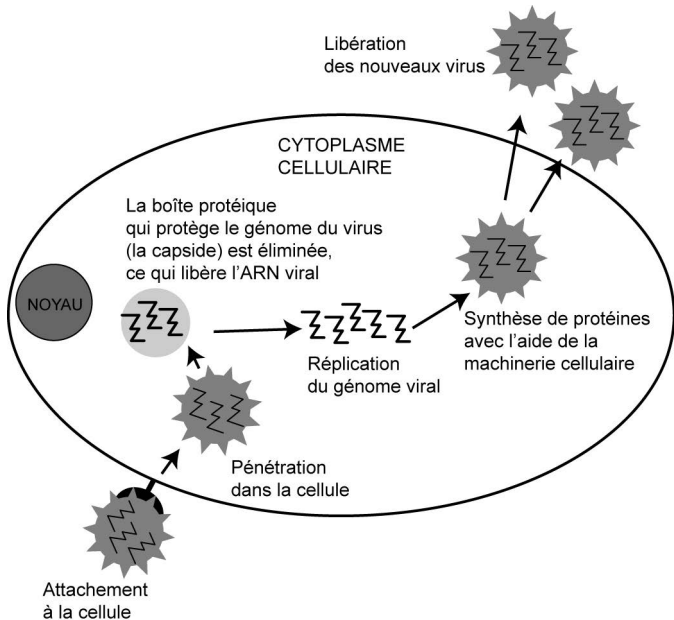 Libération
des nouveaux virus
CYTOPLASME
CELLULAIRE
La boîte protéique
qui protège le génome du virus
(la capside) est éliminée,
ce qui libère l'ARN viral
NOYAU
Réplication
du génome viral
Synthèse de protéines
avec l'aide de la
machinerie cellulaire
Pénétration
dans la cellule
Attachement
à la cellule